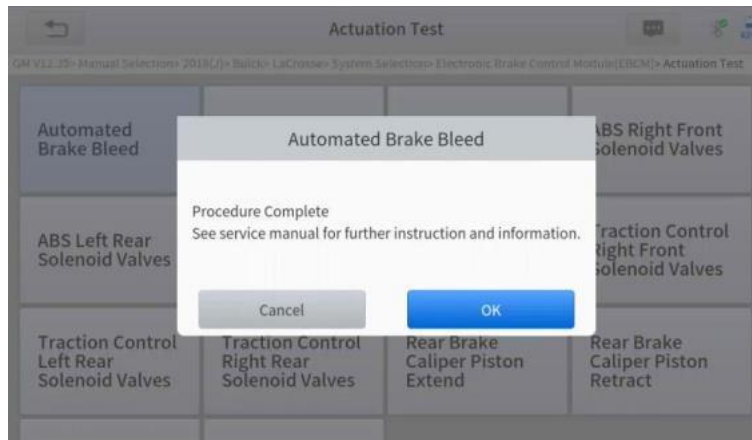 Actuation Test
GM V12.35> Manual Selection> 2018(J)> Buick> LaCrosse> System Selection> Electronic Brake Control Module(EBCM)> Actuation Test
Automated
Brake Bleed
ABS Right Front
Solenoid Valves
Automated Brake Bleed
Procedure Complete
See service manual for further instruction and information.
Cancel
OK
ABS Left Rear
Solenoid Valves
Traction Control
Right Front
Solenoid Valves
Traction Control
Left Rear
Solenoid Valves
Traction Control
Right Rear
Solenoid Valves
Rear Brake
Caliper Piston
Extend
Rear Brake
Caliper Piston
Retract